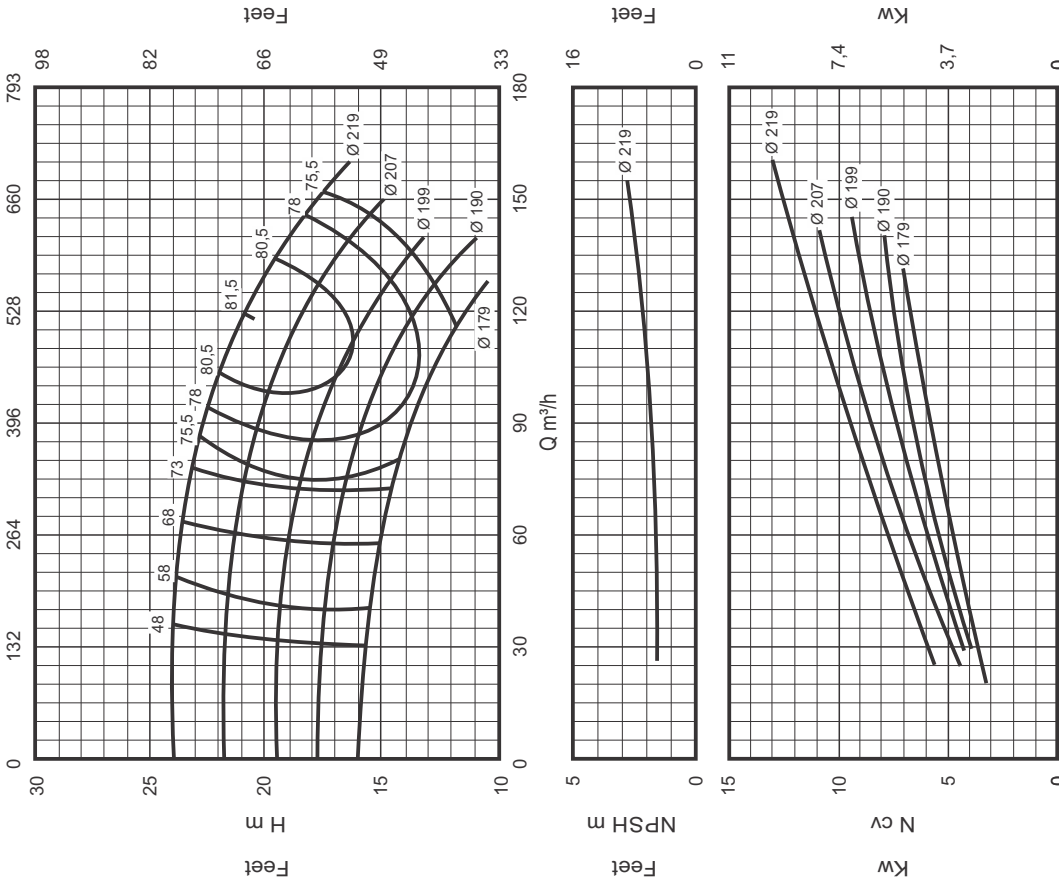 0 132 264 396 528 660 793
30 25 20 15 10
H m
Feet
98 82 66 49 33
Feet
48 58 68 73 75,5 78 80,5 81,5 80,5 78 75,5
Ø 219
Ø 207
Ø 199
Ø 190
Ø 179
0 30 60 90 120 150 180
Q m³/h
5 0
NPSH m
Feet
16 0
Feet
Ø 219
15 10 5 0
N cv
Kw
11 7,4 3,7 0
Kw
Ø 219
Ø 207
Ø 199
Ø 190
Ø 179